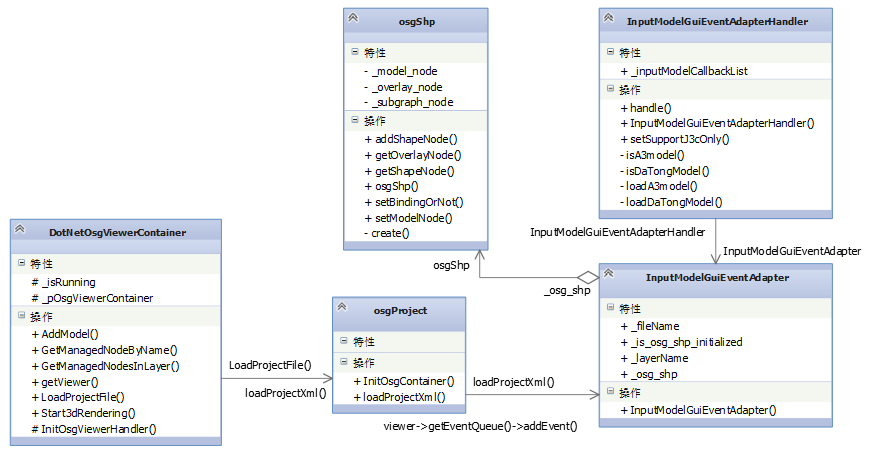 osgShp
特性
- _model_node
- _overlay_node
- _subgraph_node
操作
+ addShapeNode()
+ getOverlayNode()
+ getShapeNode()
+ osgShp()
+ setBindingOrNot()
+ setModelNode()
- create()
InputModelGuiEventAdapterHandler
特性
+ _inputModelCallbackList
操作
+ handle()
+ InputModelGuiEventAdapterHandler()
+ setSupportJ3cOnly()
- isA3model()
- isDaTongModel()
- loadA3model()
- loadDaTongModel()
InputModelGuiEventAdapterHandler
InputModelGuiEventAdapter
osgShp
_osg_shp
DotNetOsgViewerContainer
特性
# _isRunning
# _pOsgViewerContainer
操作
+ AddModel()
+ GetManagedNodeByName()
+ GetManagedNodesInLayer()
+ getViewer()
+ LoadProjectFile()
+ Start3dRendering()
# InitOsgViewerHandler()
LoadProjectFile()
loadProjectXml()
osgProject
特性
操作
+ InitOsgContainer()
+ loadProjectXml()
loadProjectXml()
viewer->getEventQueue()->addEvent()
InputModelGuiEventAdapter
特性
+ _fileName
+ _is_osg_shp_initialized
+ _layerName
+ _osg_shp
操作
+ InputModelGuiEventAdapter()